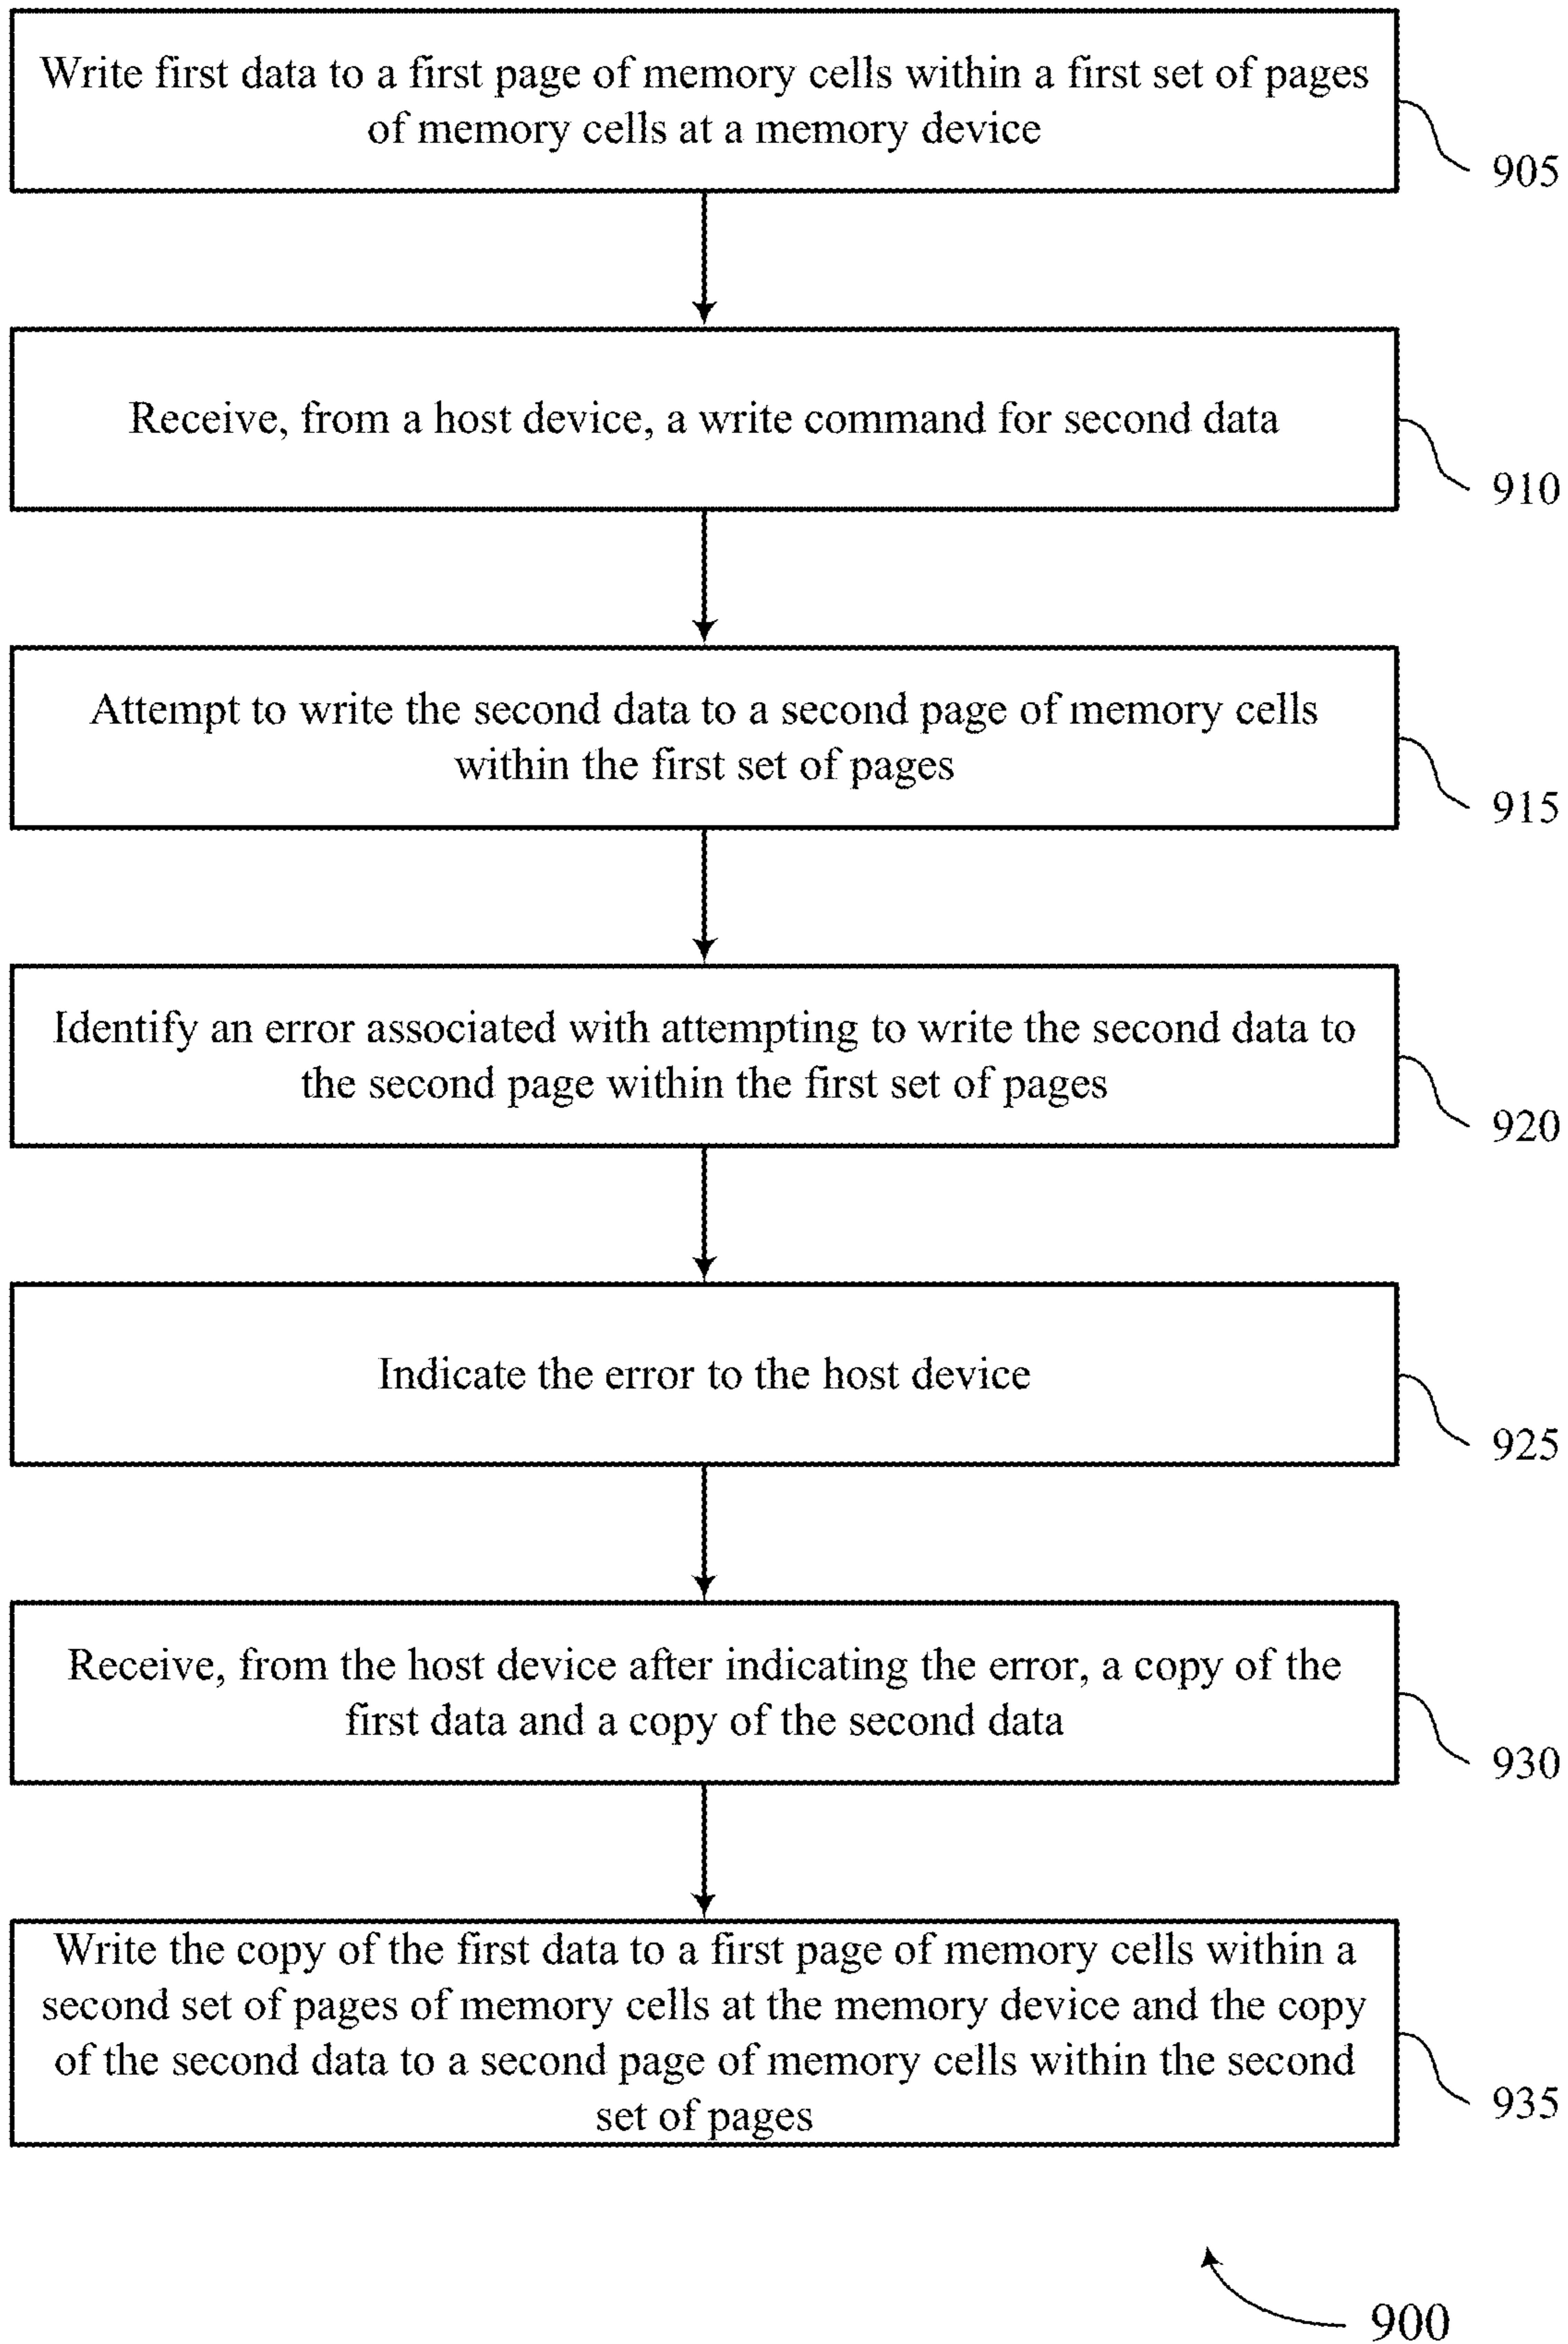 Write first data to a first page of memory cells within a first set of pages
of memory cells at a memory device
905
Receive, from a host device, a write command for second data
910
Attempt to write the second data to a second page of memory cells
within the first set of pages
915
Identify an error associated with attempting to write the second data to
the second page within the first set of pages
920
Indicate the error to the host device
925
Receive, from the host device after indicating the error, a copy of the
first data and a copy of the second data
930
Write the copy of the first data to a first page of memory cells within a
second set of pages of memory cells at the memory device and the copy
of the second data to a second page of memory cells within the second
set of pages
935
900